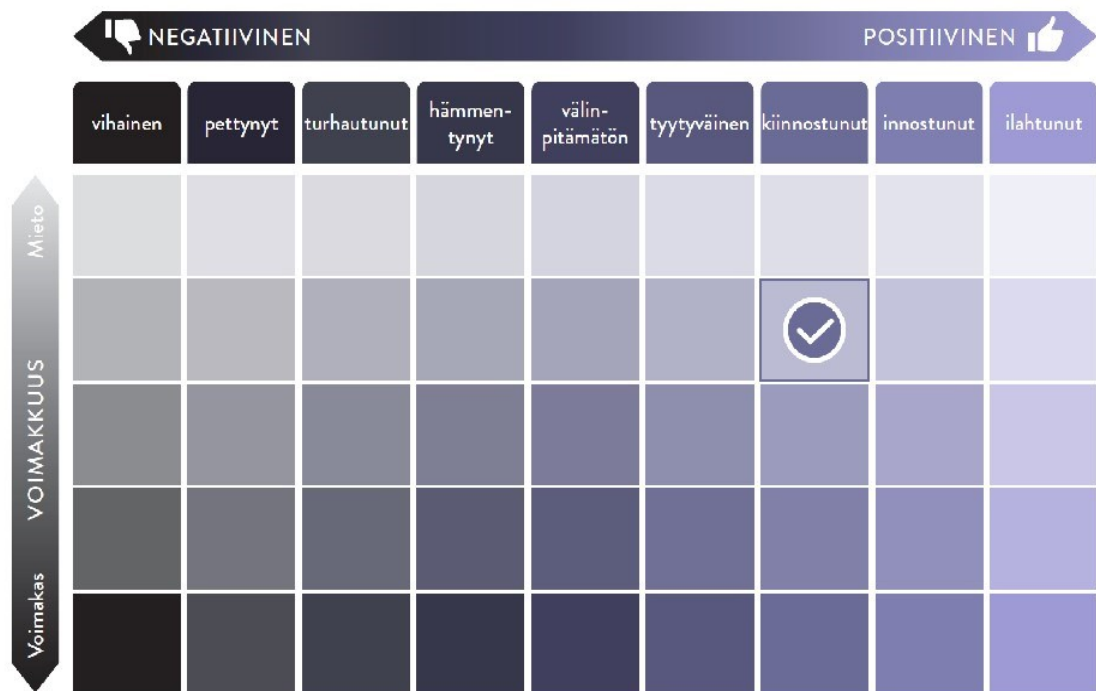 NEGATIIVINEN
POSITIIVINEN
vihainen
pettynyt
turhautunut
hämmen-
tynyt
välin-
pitämätön
tyytyväinen
kiinnostunut
innostunut
ilahtunut
Mieto
VOIMAKKUUS
Voimakas